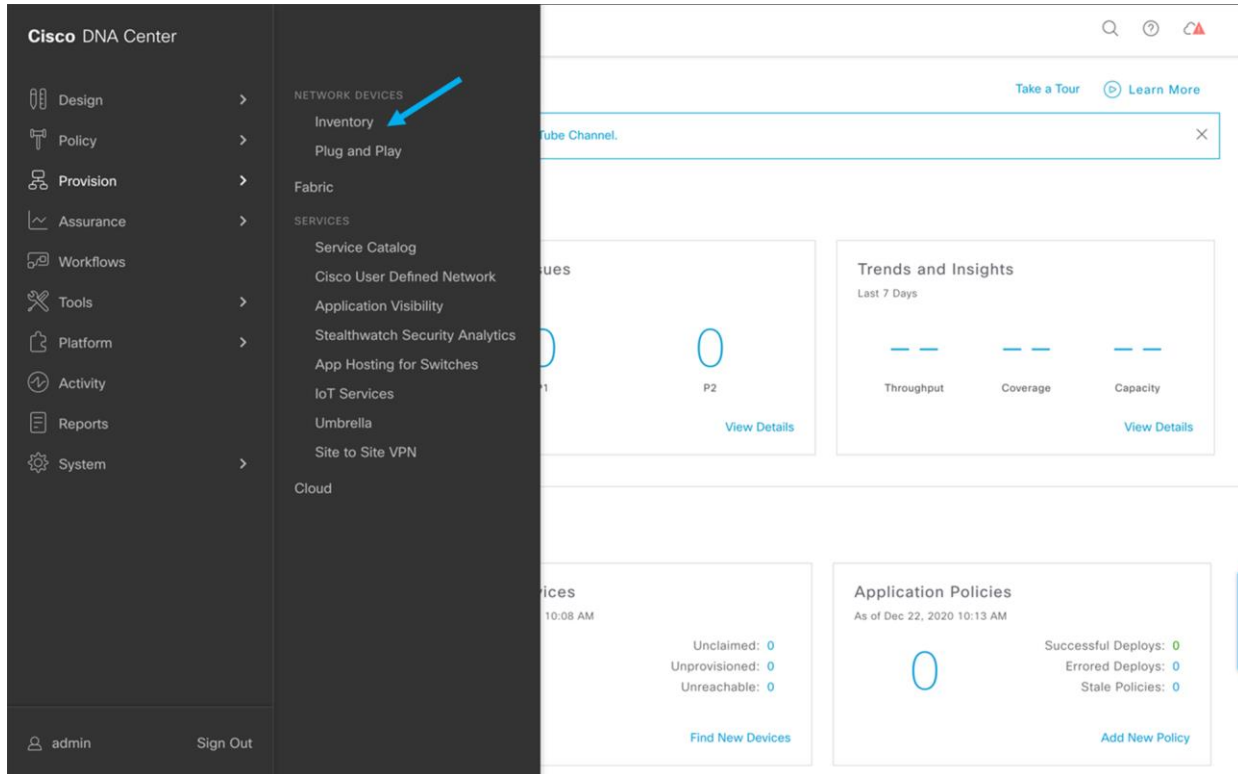 Cisco DNA Center
Design
Policy
Provision
Assurance
Workflows
Tools
Platform
Activity
Reports
System
admin
Sign Out
NETWORK DEVICES
Inventory
Plug and Play
Fabric
SERVICES
Service Catalog
Cisco User Defined Network
Application Visibility
Stealthwatch Security Analytics
App Hosting for Switches
IoT Services
Umbrella
Site to Site VPN
Cloud
Take a Tour
Learn More
Tube Channel.
sues
0
P1
P2
View Details
Trends and Insights
Last 7 Days
-- -- --
Throughput Coverage Capacity
View Details
vices
10:08 AM
Unclaimed: 0
Unprovisioned: 0
Unreachable: 0
Find New Devices
Application Policies
As of Dec 22, 2020 10:13 AM
0
Successful Deploys: 0
Errored Deploys: 0
Stale Policies: 0
Add New Policy